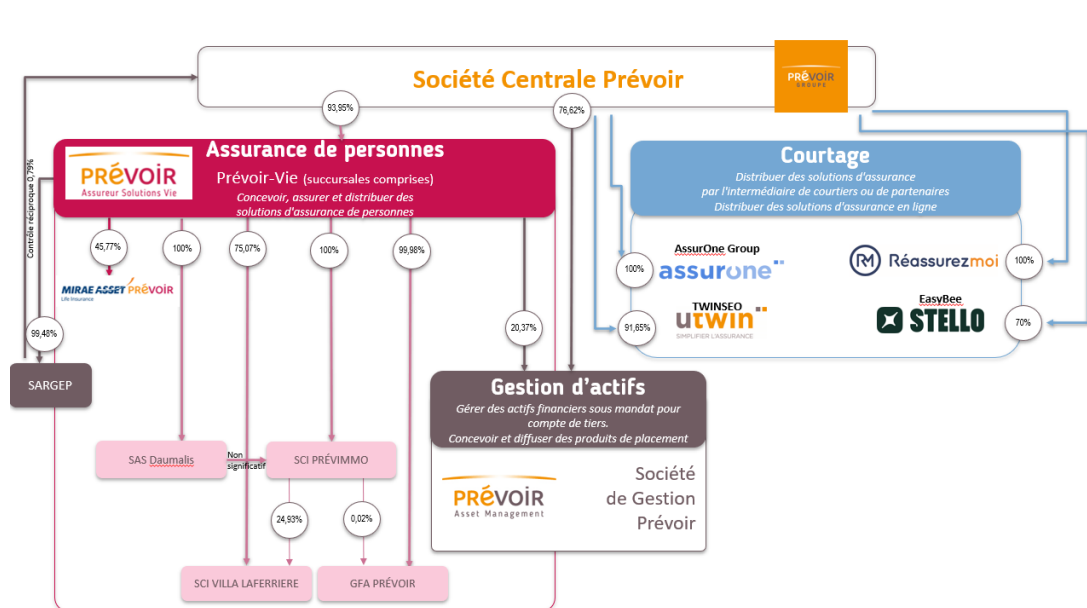 Société Centrale Prévoir
PRÉVOIR
GROUPE
93,95%
76,62%
Contrôle réciproque 0,79%
PRÉVOIR
Assureur Solutions Vie
Assurance de personnes
Prévoir-Vie (succursales comprises)
Concevoir, assurer et distribuer des
solutions d'assurance de personnes
Courtage
Distribuer des solutions d'assurance
par l'intermédiaire de courtiers ou de partenaires
Distribuer des solutions d'assurance en ligne
45,77%
100%
75,07%
100%
99,98%
MIRAE ASSET PRÉVOIR
Life Insurance
AssurOne Group
100%
assurone
RM Réassurezmoi
100%
TWINSEO
91,65%
utwin
SIMPLIFIER L'ASSURANCE
EasyBee
STELLO
70%
99,48%
20,37%
SARGEP
Gestion d'actifs
Gérer des actifs financiers sous mandat pour
compte de tiers.
Concevoir et diffuser des produits de placement
SAS Daumalis
Non
significatif
SCI PRÉVIMMO
PRÉVOIR
Asset Management
Société
de Gestion
Prévoir
24,93%
0,02%
SCI VILLA LAFERRIERE
GFA PRÉVOIR